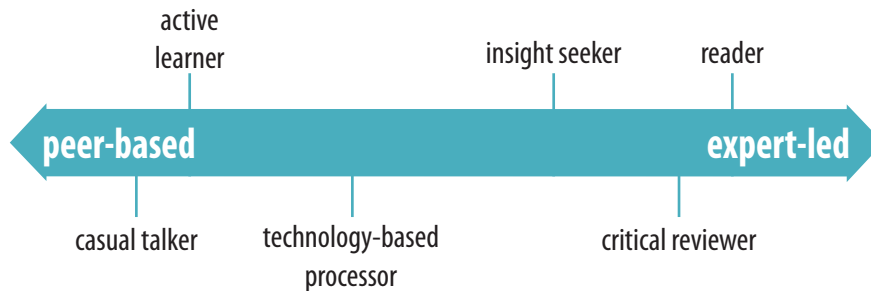 active
learner
insight seeker
reader
peer-based
expert-led
casual talker
technology-based
processor
critical reviewer